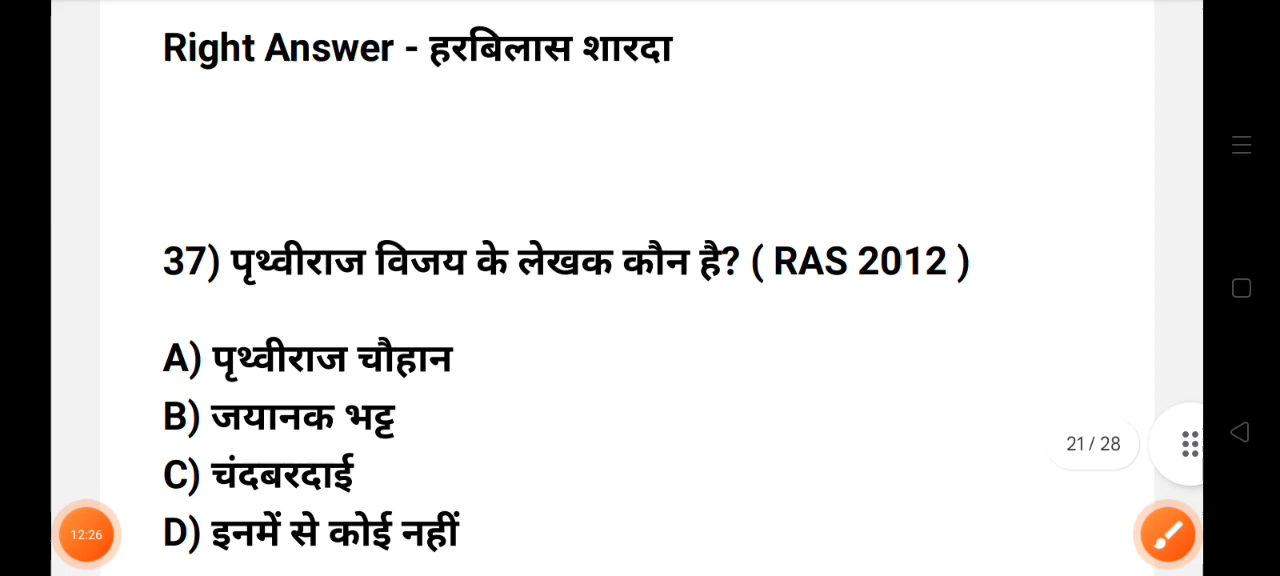 Right Answer - हरबिलास शारदा
37) पृथ्वीराज विजय के लेखक कौन है? ( RAS 2012 )
A) पृथ्वीराज चौहान
B) जयानक भट्ट
C) चंदबरदाई
D) इनमें से कोई नहीं
21 / 28
12:26